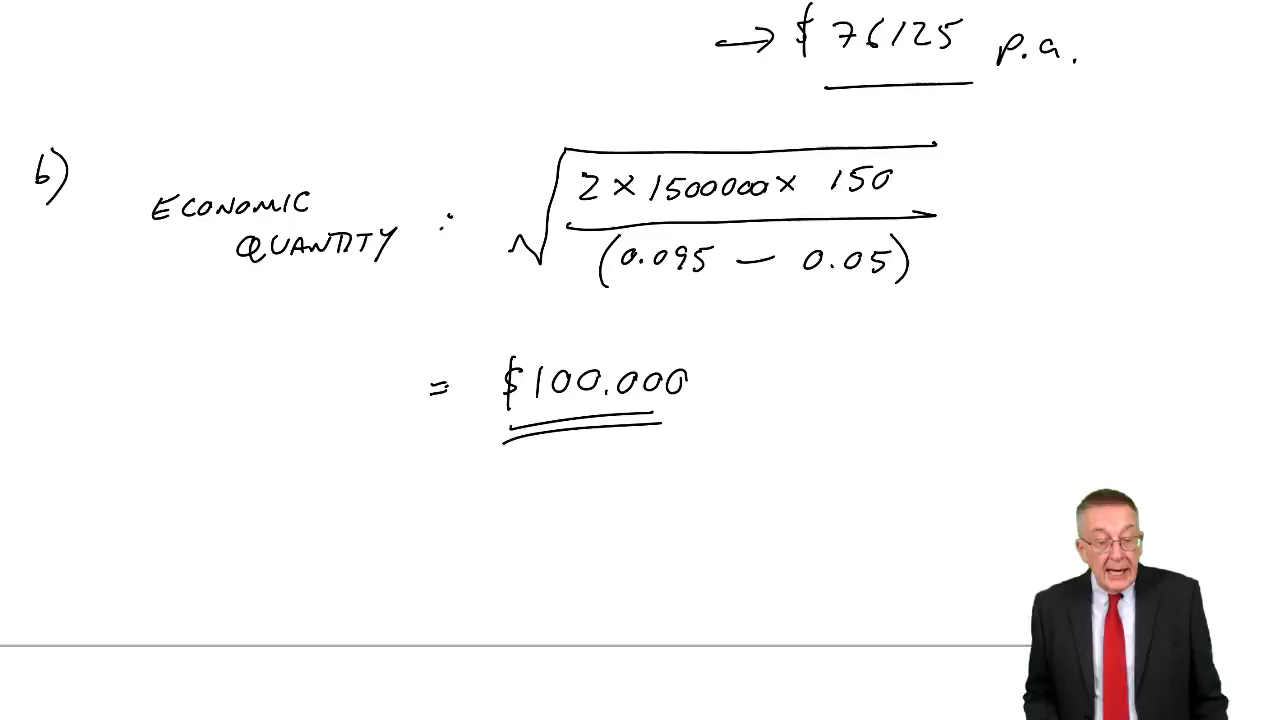 → $ 76125 p.a.
b)
ECONOMIC
QUANTITY :
√ 2 × 1500000 × 150
(0.095 — 0.05)
= $100.000